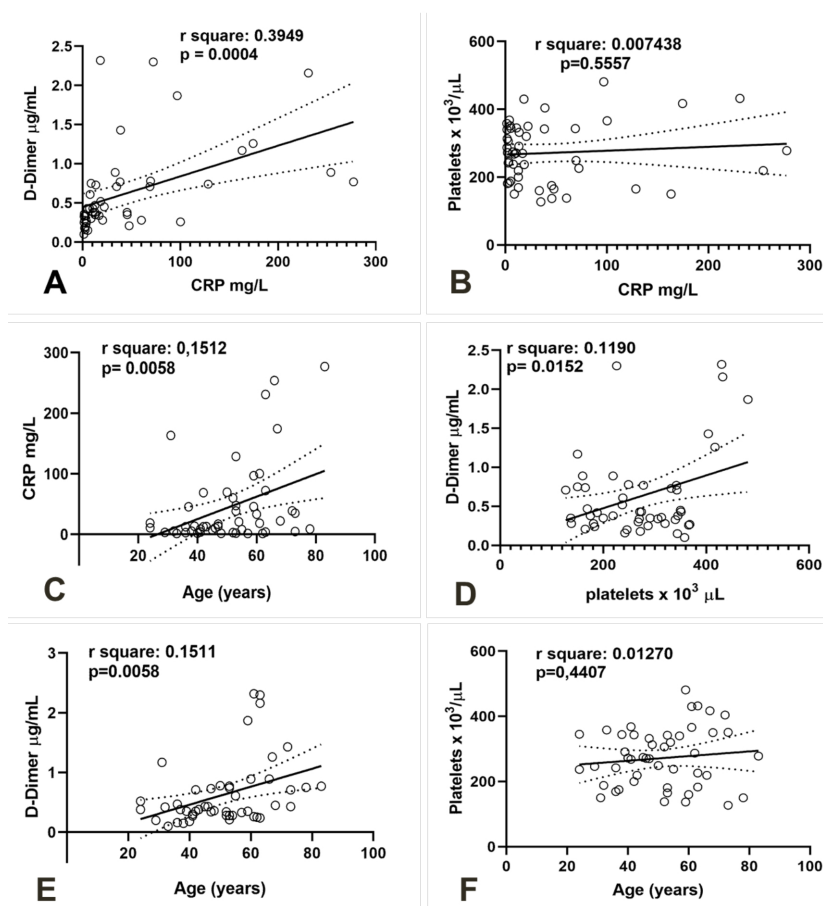 r square: 0.3949
p = 0.0004
2.5
2.0
1.5
1.0
0.5
0.0
D-Dimer μg/mL
0
100
200
300
CRP mg/L
A
r square: 0.007438
p=0.5557
600
400
200
0
Platelets x 10³/μL
0
100
200
300
CRP mg/L
B
r square: 0,1512
p= 0.0058
300
200
100
0
CRP mg/L
20
40
60
80
100
Age (years)
C
r square: 0.1190
p= 0.0152
2.5
2.0
1.5
1.0
0.5
0.0
D-Dimer μg/mL
0
200
400
600
platelets x 10³ μL
D
r square: 0.1511
p=0.0058
3
2
1
0
D-Dimer μg/mL
20
40
60
80
100
Age (years)
E
r square: 0.01270
p=0,4407
600
400
200
0
Platelets x 10³/μL
0
20
40
60
80
100
Age (years)
F